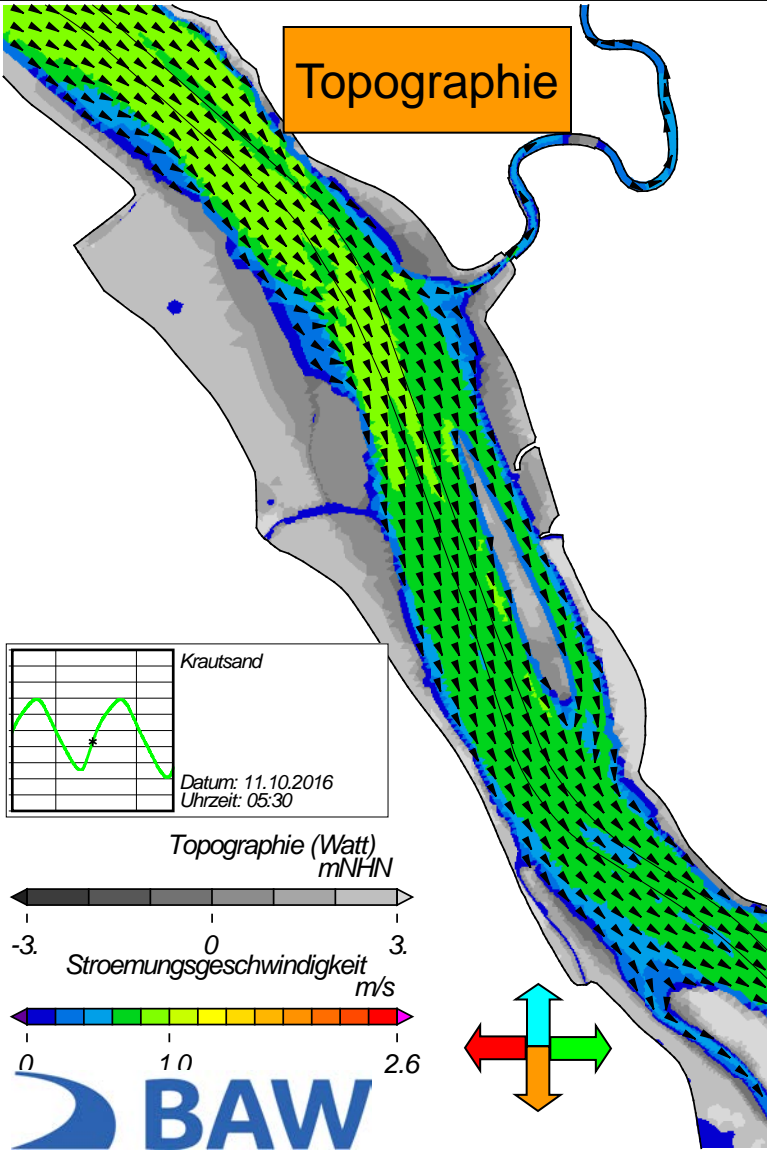 Topographie
Krautsand
Datum: 11.10.2016
Uhrzeit: 05:30
Topographie (Watt)
mNHN
-3. 0 3.
Stroemungsgeschwindigkeit
m/s
0 1.0 2.6
BAW